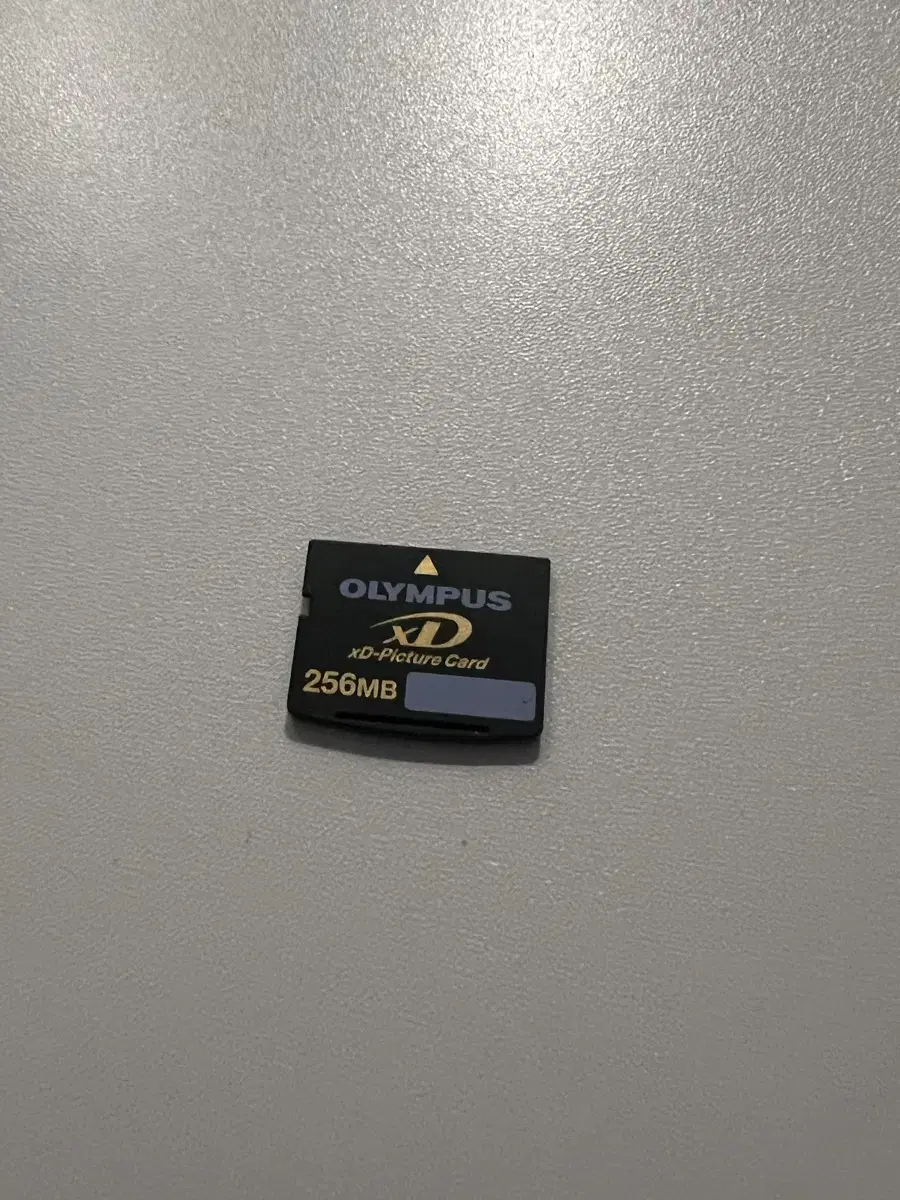 OLYMPUS
xD
xD-Picture Card
256MB